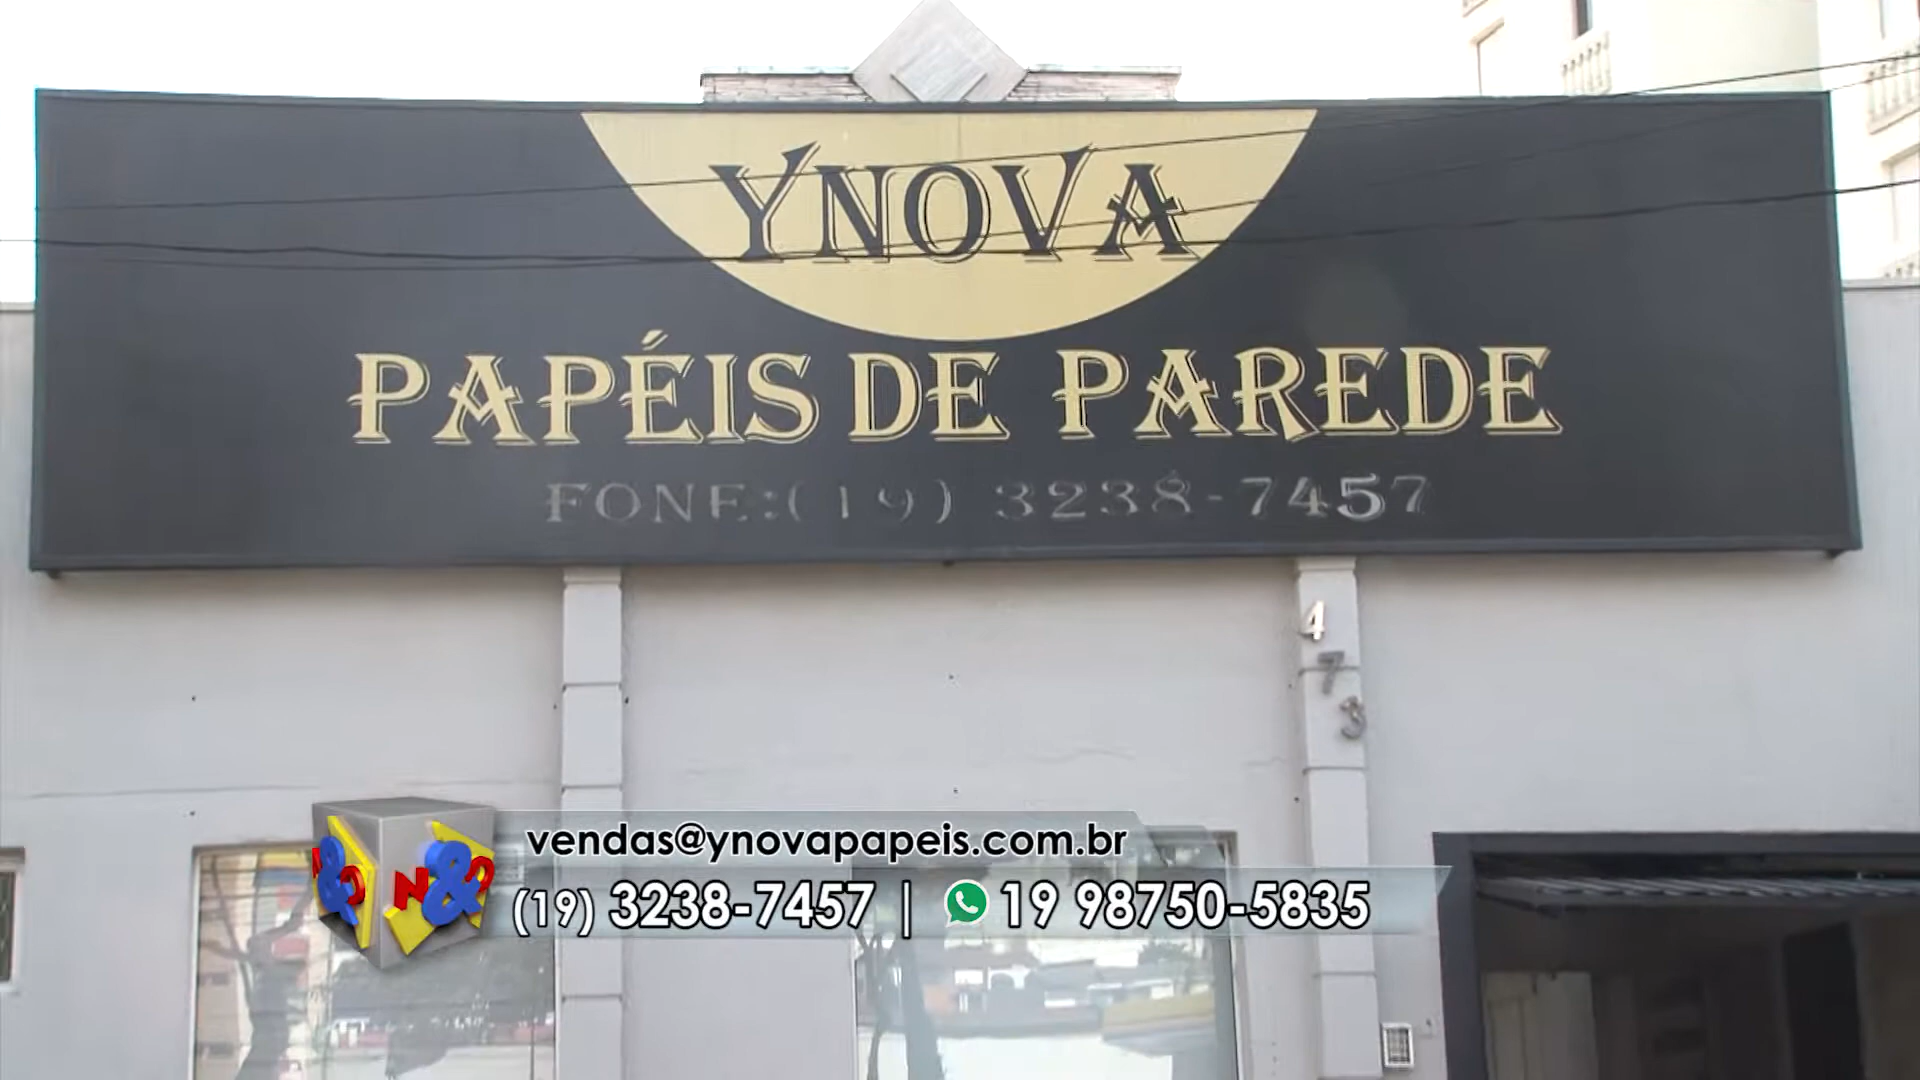 YNOVA
PAPÉIS DE PAREDE
FONE:(19) 3238-7457
4
7
3
N&C
vendas@ynovapapeis.com.br
(19) 3238-7457 | 19 98750-5835